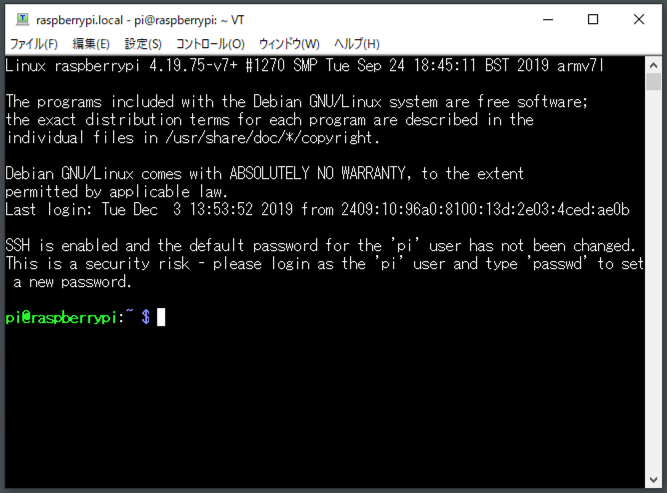 raspberrypi.local - pi@raspberrypi: ~ VT
ファイル(F) 編集(E) 設定(S) コントロール(O) ウィンドウ(W) ヘルプ(H)
Linux raspberrypi 4.19.75-v7+ #1270 SMP Tue Sep 24 18:45:11 BST 2019 armv7l
The programs included with the Debian GNU/Linux system are free software;
the exact distribution terms for each program are described in the
individual files in /usr/share/doc/*/copyright.
Debian GNU/Linux comes with ABSOLUTELY NO WARRANTY, to the extent
permitted by applicable law.
Last login: Tue Dec  3 13:53:52 2019 from 2409:10:96a0:8100:13d:2e03:4ced:ae0b
SSH is enabled and the default password for the 'pi' user has not been changed.
This is a security risk - please login as the 'pi' user and type 'passwd' to set
 a new password.
pi@raspberrypi:~ $